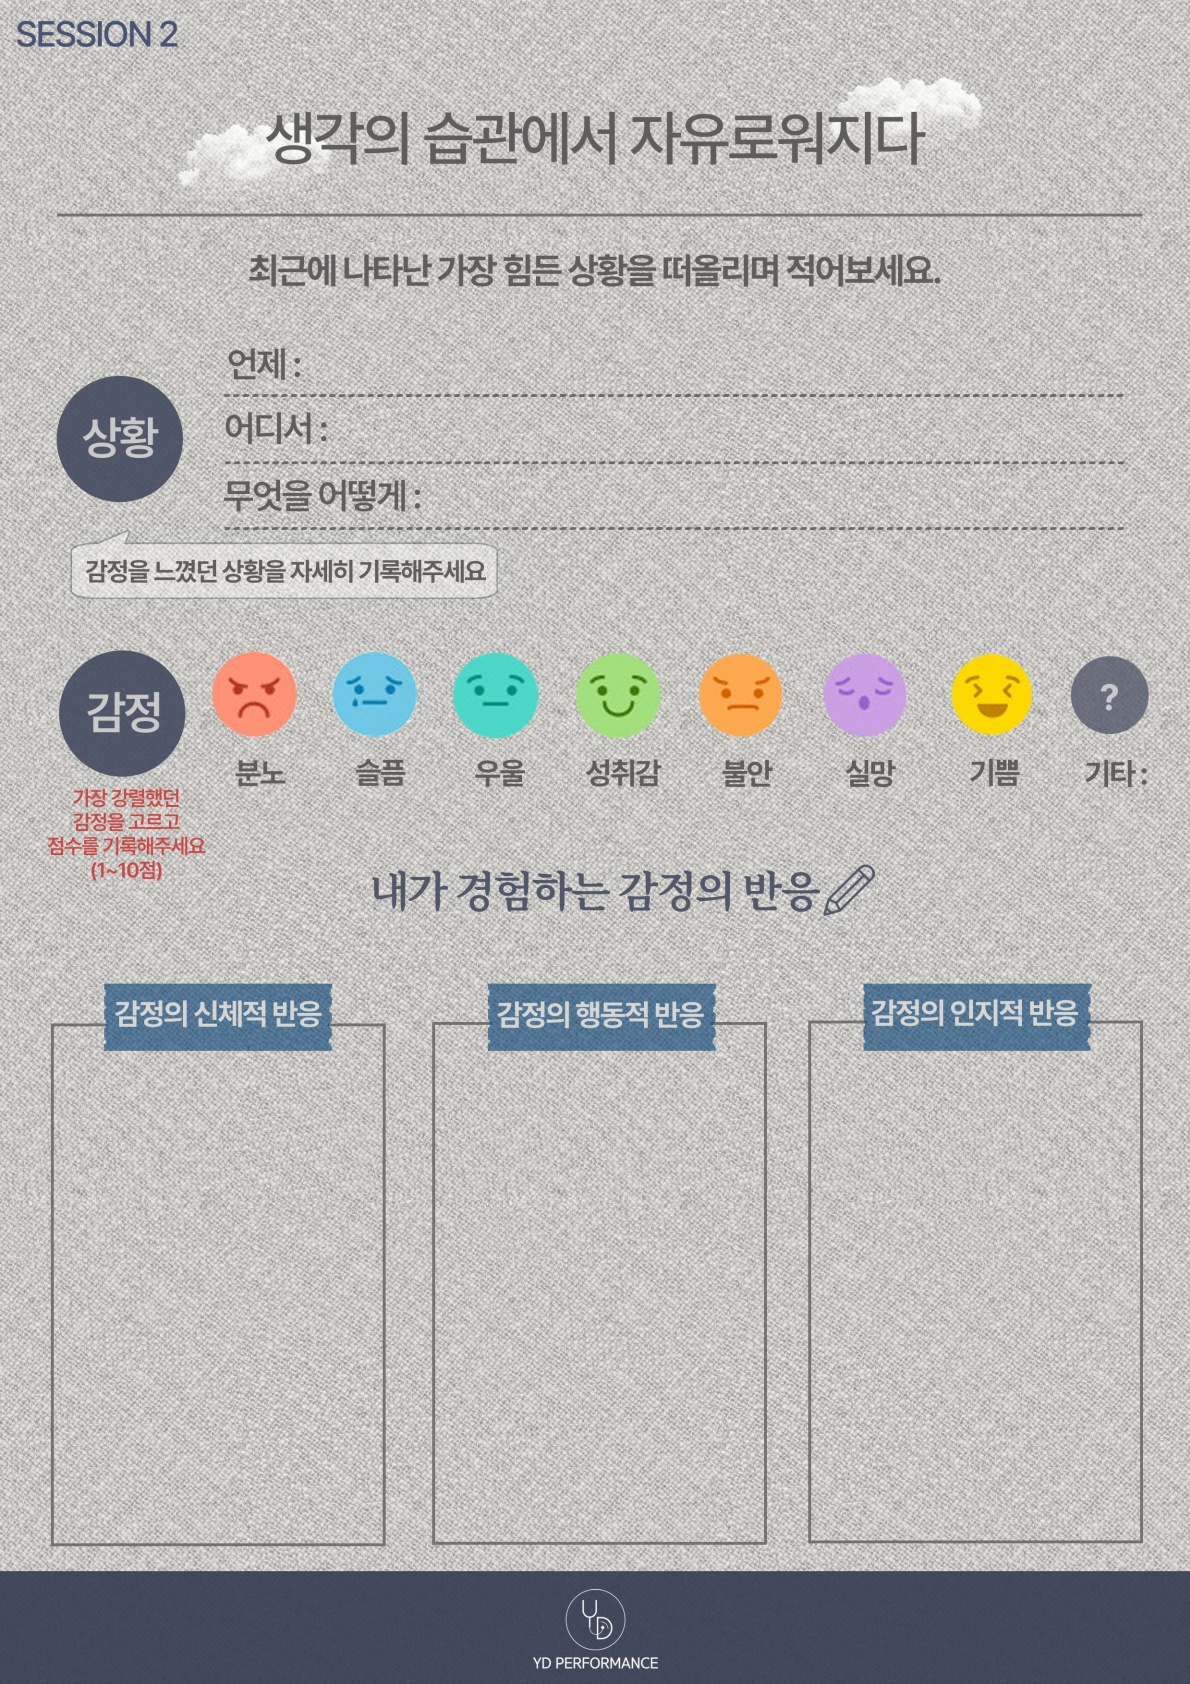 SESSION 2
생각의 습관에서 자유로워지다
최근에 나타난 가장 힘든 상황을 떠올리며 적어보세요.
상황
언제 :
어디서 :
무엇을 어떻게 :
감정을 느꼈던 상황을 자세히 기록해주세요
감정
분노
슬픔
우울
성취감
불안
실망
기쁨
?
기타 :
가장 강렬했던
감정을 고르고
점수를 기록해주세요
(1~10점)
내가 경험하는 감정의 반응
감정의 신체적 반응
감정의 행동적 반응
감정의 인지적 반응
YD
YD PERFORMANCE